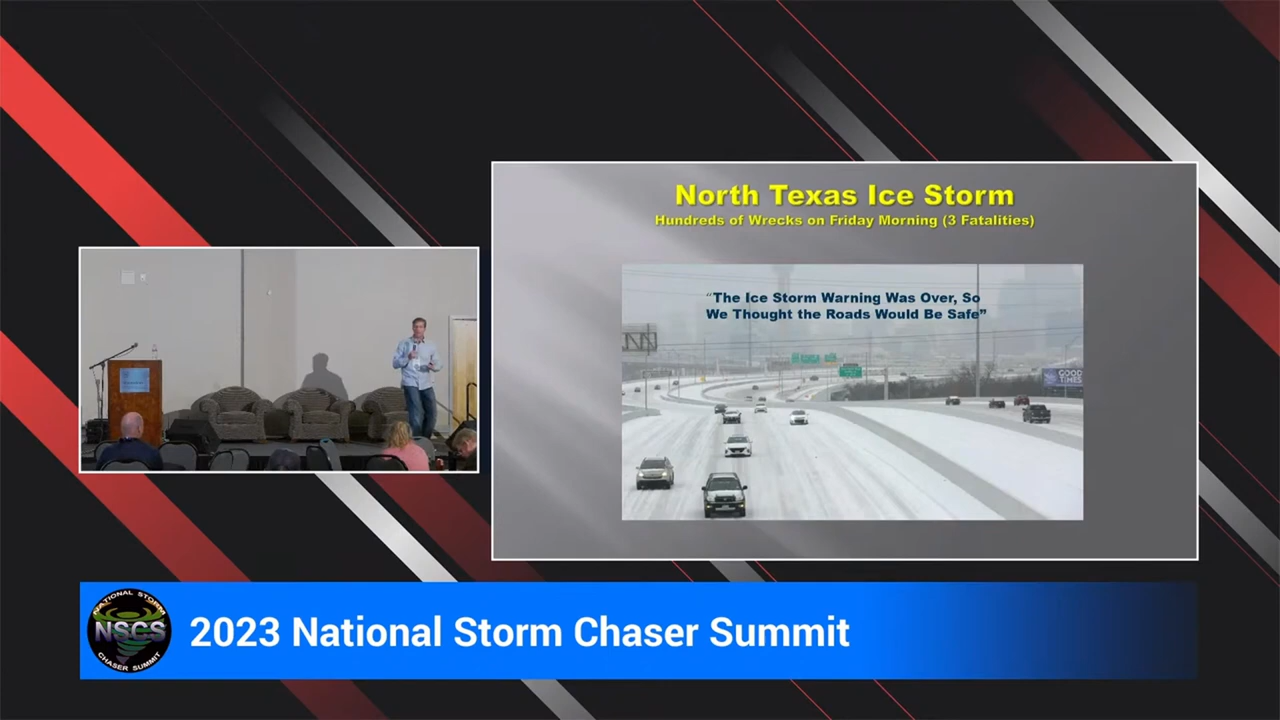 North Texas Ice Storm
Hundreds of Wrecks on Friday Morning (3 Fatalities)
"The Ice Storm Warning Was Over, So
We Thought the Roads Would Be Safe"
GOOD
TIMES
NATIONAL STORM
NSCS
CHASER SUMMIT
2023 National Storm Chaser Summit